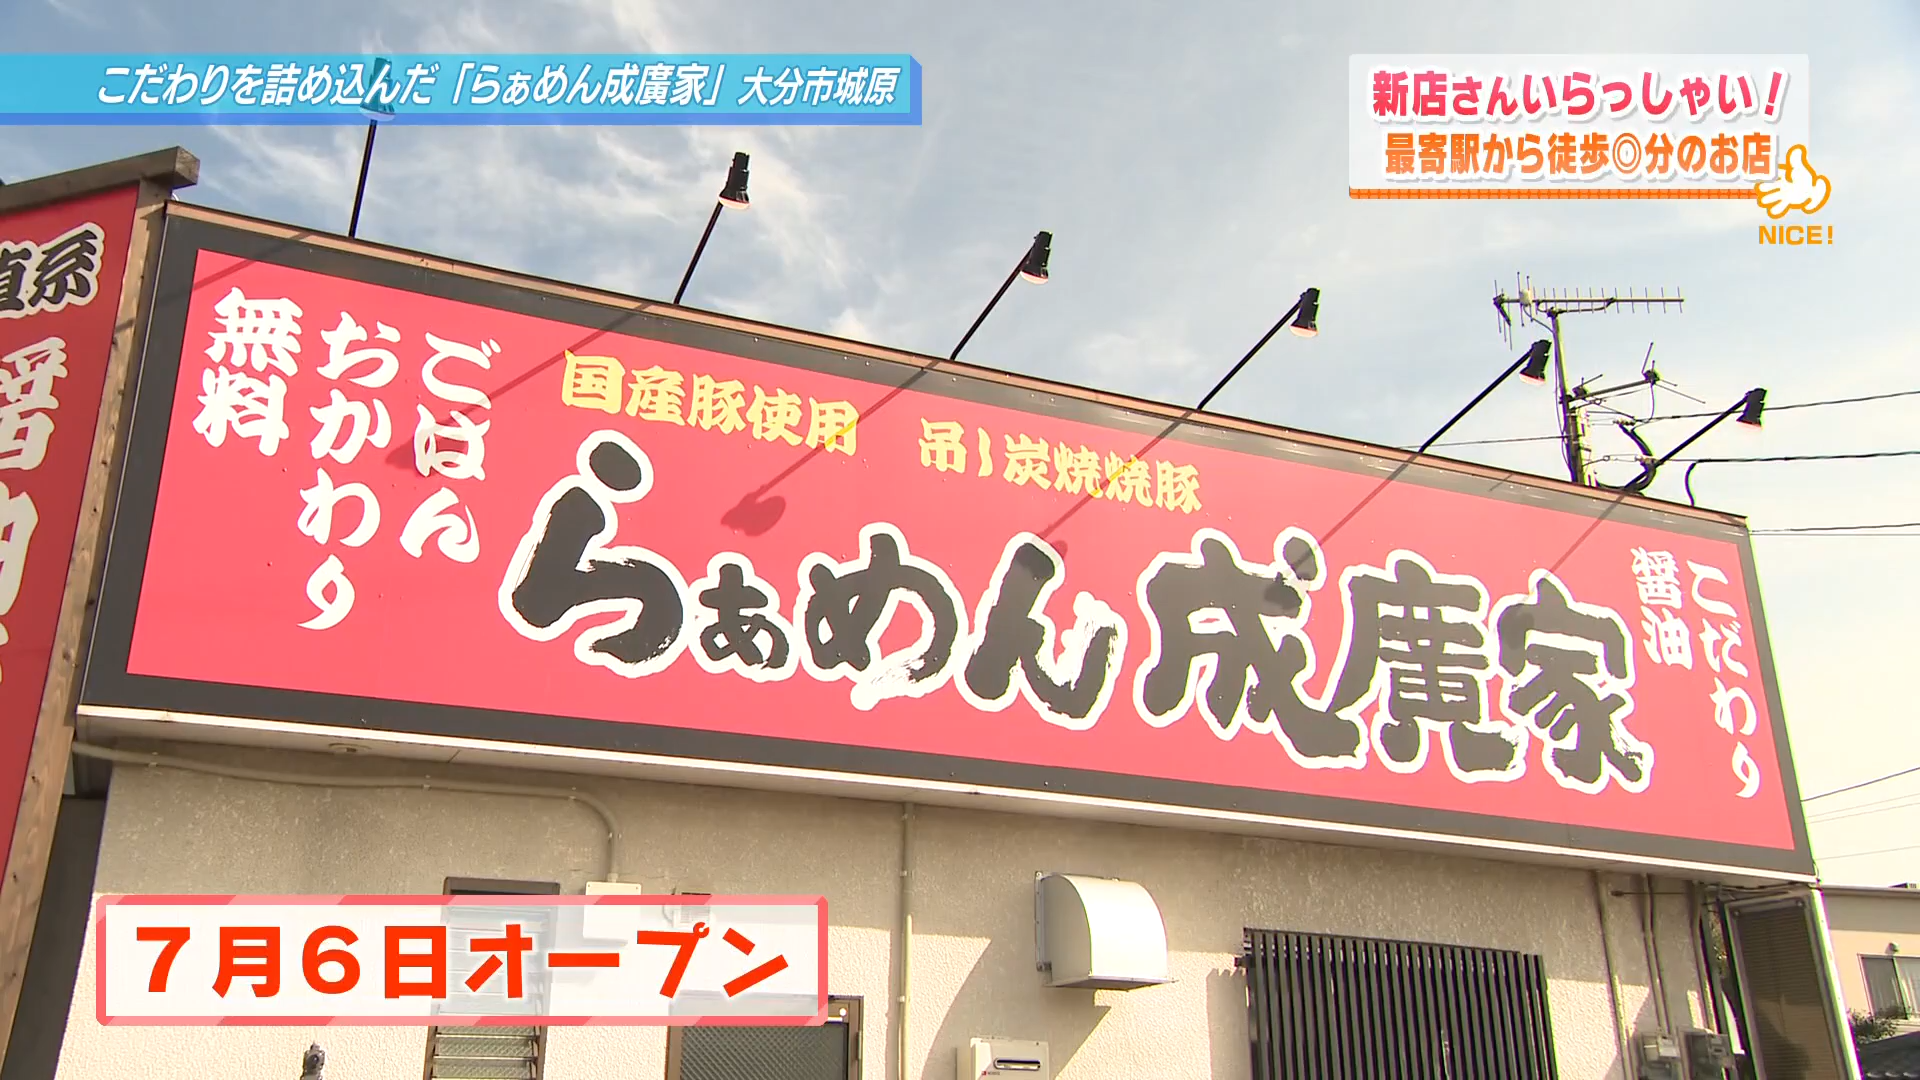 こだわりを詰め込んだ「らぁめん成廣家」大分市城原
新店さんいらっしゃい！
最寄駅から徒歩◎分のお店
NICE!
直系
醤油
ごはん
おかわり
無料
国産豚使用 吊し炭焼焼豚
らぁめん 成廣家
こだわり
醤油
7月6日オープン